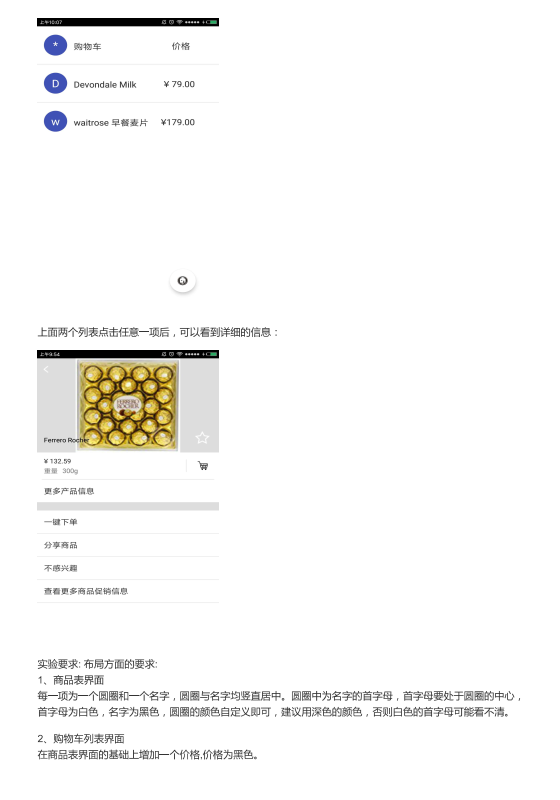 上午10:07
* 购物车 价格
D Devondale Milk ¥ 79.00
w waitrose 早餐麦片 ¥179.00
上面两个列表点击任意一项后，可以看到详细的信息：
上午9:54
FERRERO
ROCHER
Ferrero Rocher
¥ 132.59
重量 300g
更多产品信息
一键下单
分享商品
不感兴趣
查看更多商品促销信息
实验要求: 布局方面的要求:
1、商品表界面
每一项为一个圆圈和一个名字，圆圈与名字均竖直居中。圆圈中为名字的首字母，首字母要处于圆圈的中心，
首字母为白色，名字为黑色，圆圈的颜色自定义即可，建议用深色的颜色，否则白色的首字母可能看不清。
2、购物车列表界面
在商品表界面的基础上增加一个价格,价格为黑色。